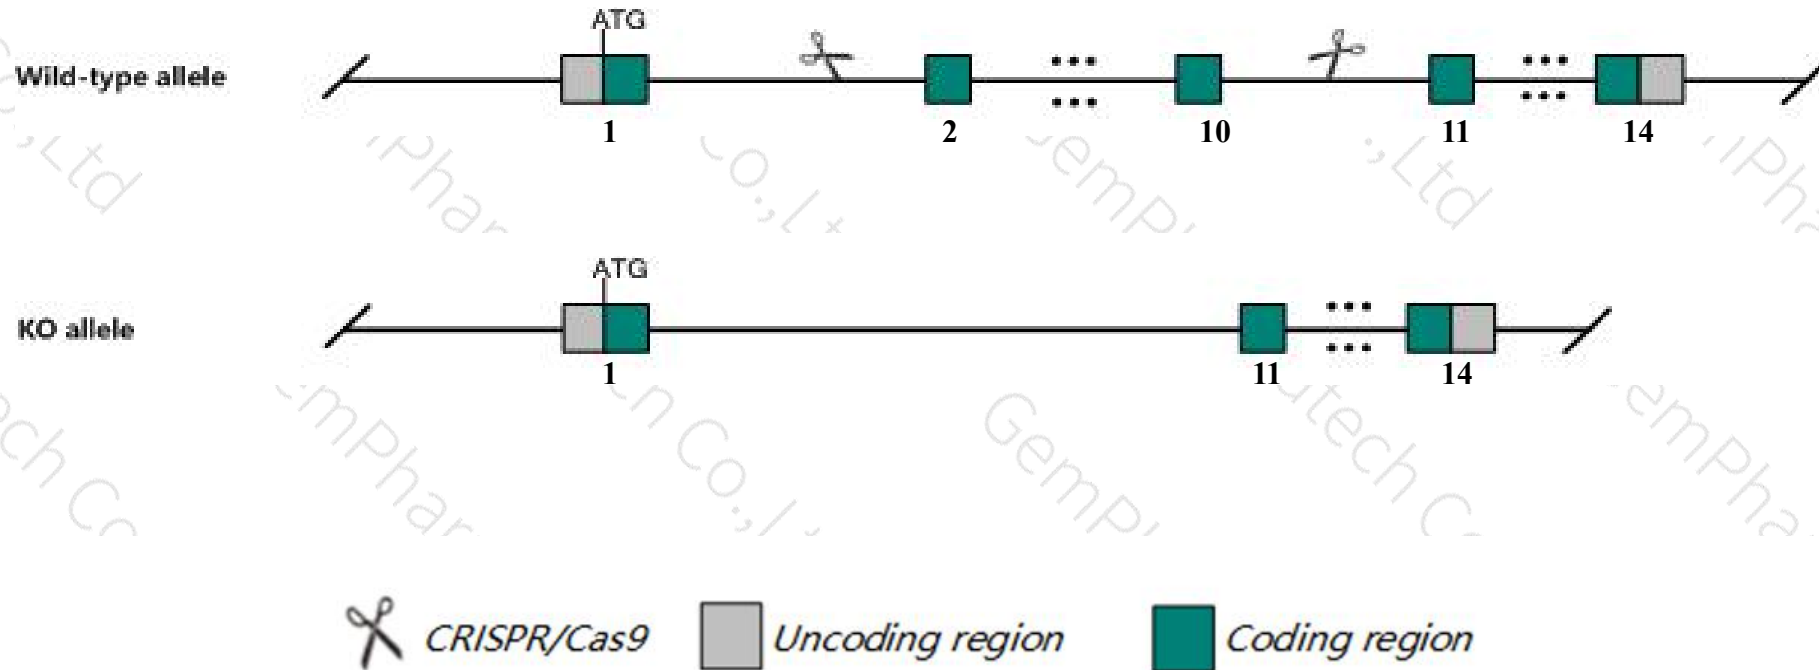 ATG
Wild-type allele
1 2 10 11 14
ATG
KO allele
1 11 14
CRISPR/Cas9 Uncoding region Coding region